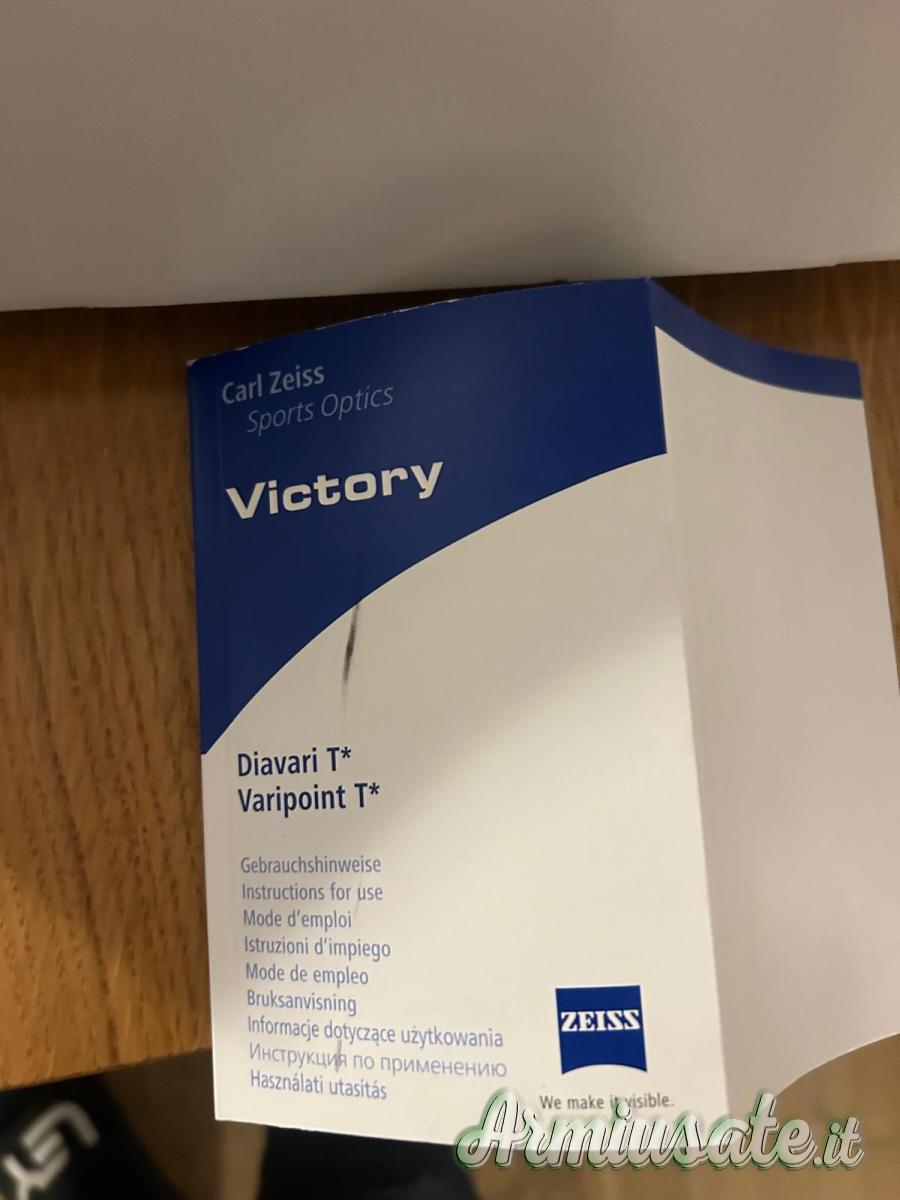 Carl Zeiss
Sports Optics
Victory
Diavari T*
Varipoint T*
Gebrauchshinweise
Instructions for use
Mode d'emploi
Istruzioni d'impiego
Mode de empleo
Bruksanvisning
Informacje dotyczące użytkowania
Инструкция по применению
Használati utasitás
ZEISS
We make it visible.
Armiusate.it